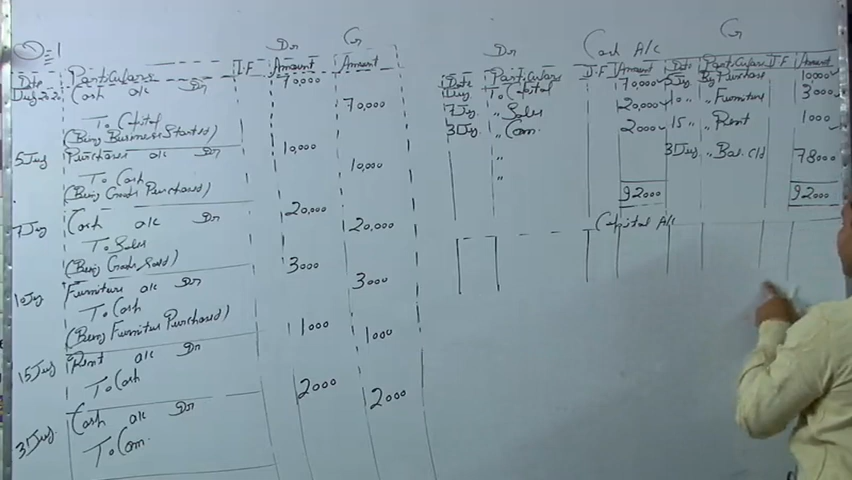 Q=1
Dr Cr
Date Particulars J.F Amount Amount
Cash a/c Dr 70,000
To Capital 70,000
(Being Business Started)
5 July Purchases a/c Dr 10,000
To Cash 10,000
(Being Goods Purchased)
7 July Cash a/c Dr 20,000
To Sales 20,000
(Being Goods Sold)
10 July Furniture a/c Dr 3000
To Cash 3000
(Being Furniture Purchased)
15 July Rent a/c Dr 1000
To Cash 1000
31 July Cash a/c Dr 2000
To Com. 2000
Dr Cash A/c Cr
Date Particulars J.F Amount Date Particulars J.F Amount
To Capital 70,000 5 July By Purchase 10000
7 July " Sales 20,000 10 " " Furniture 3000
31 July " Com. 2000 15 " " Rent 1000
" 31 July " Bal. c/d 78000
"
92000 92000
Capital A/c